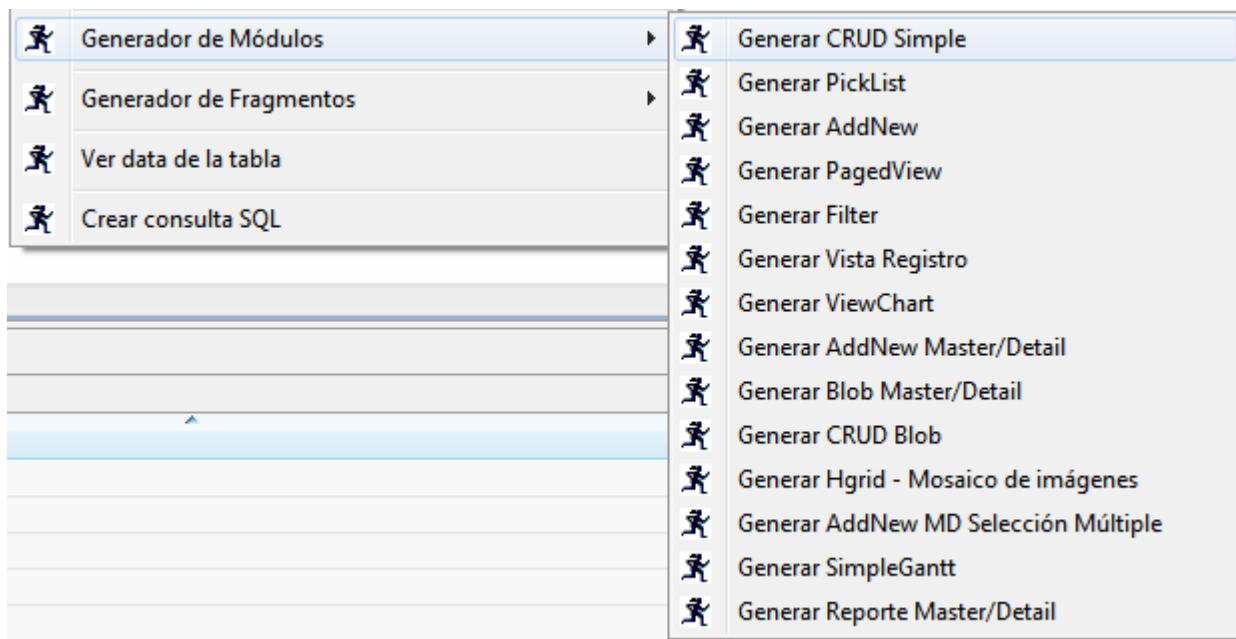 Generador de Módulos
Generador de Fragmentos
Ver data de la tabla
Crear consulta SQL
Generar CRUD Simple
Generar PickList
Generar AddNew
Generar PagedView
Generar Filter
Generar Vista Registro
Generar ViewChart
Generar AddNew Master/Detail
Generar Blob Master/Detail
Generar CRUD Blob
Generar Hgrid - Mosaico de imágenes
Generar AddNew MD Selección Múltiple
Generar SimpleGantt
Generar Reporte Master/Detail